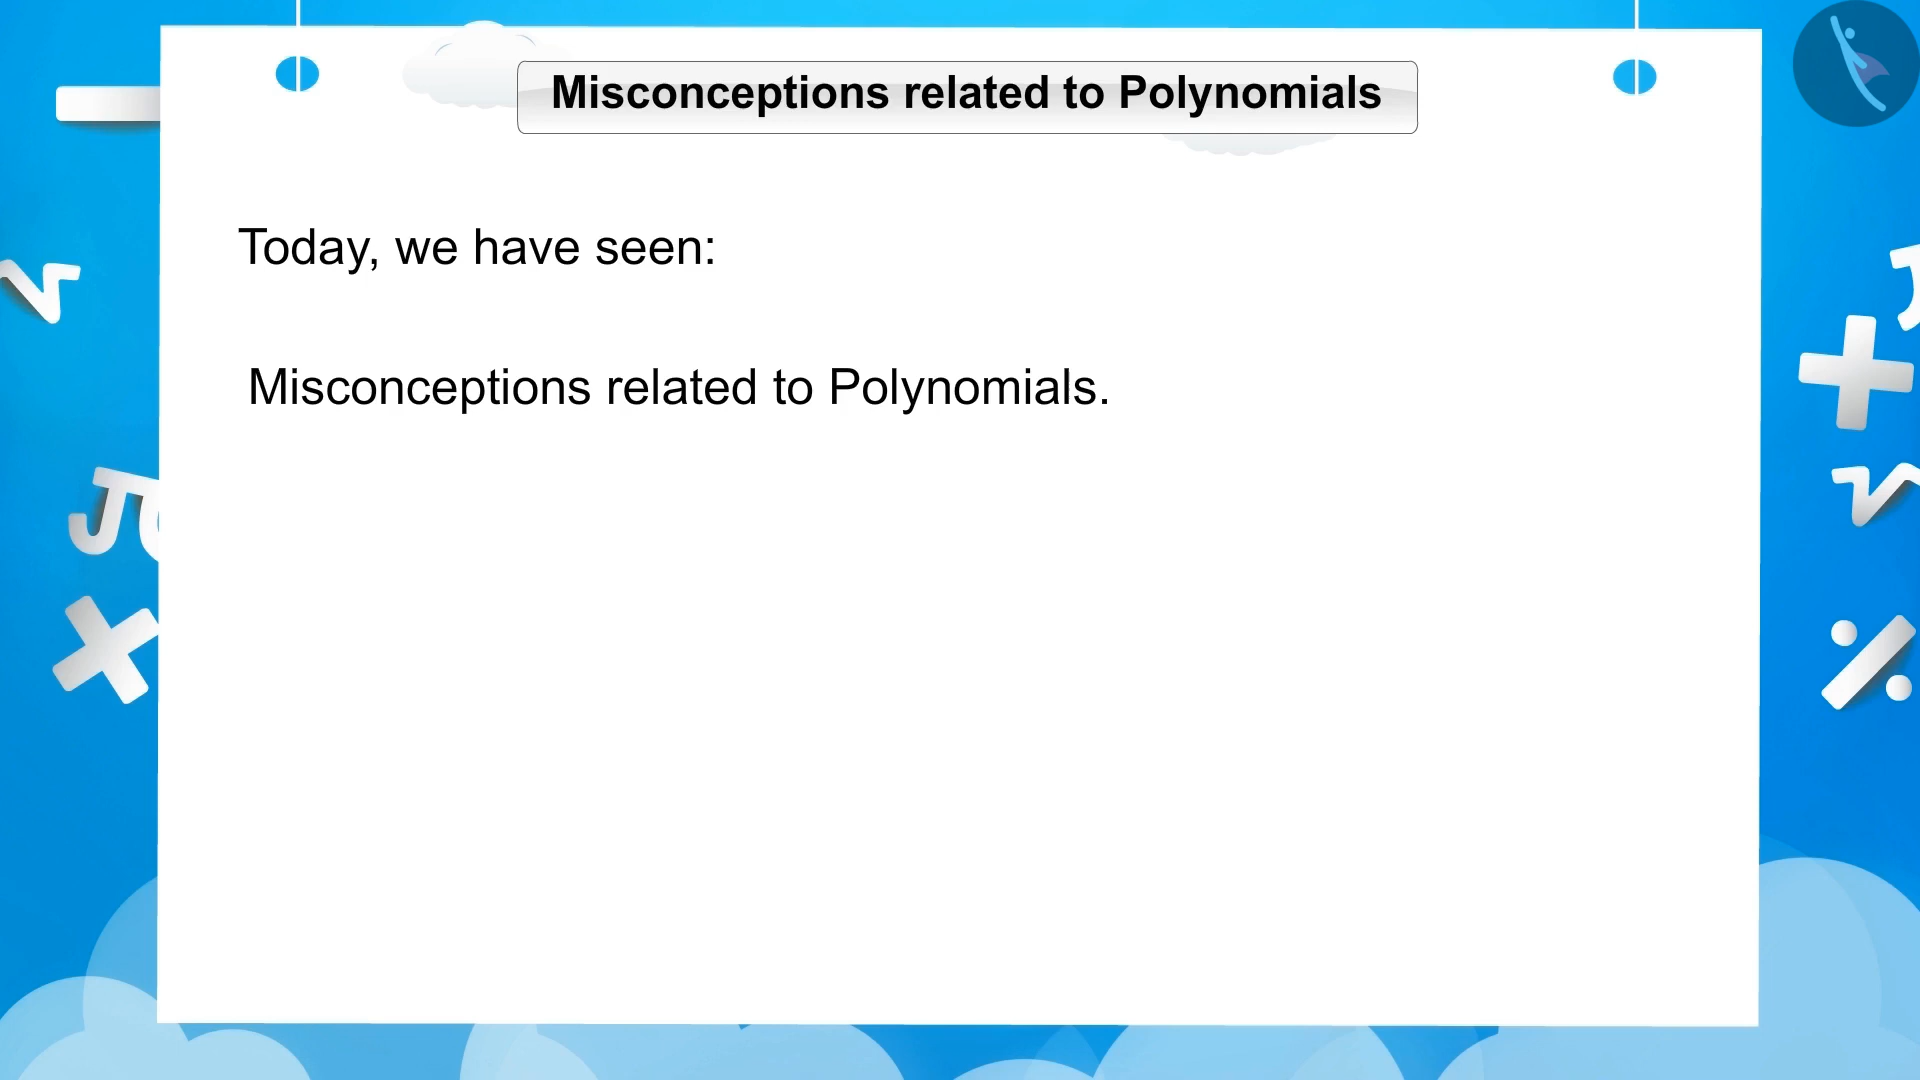 Misconceptions related to Polynomials
Today, we have seen:
Misconceptions related to Polynomials.